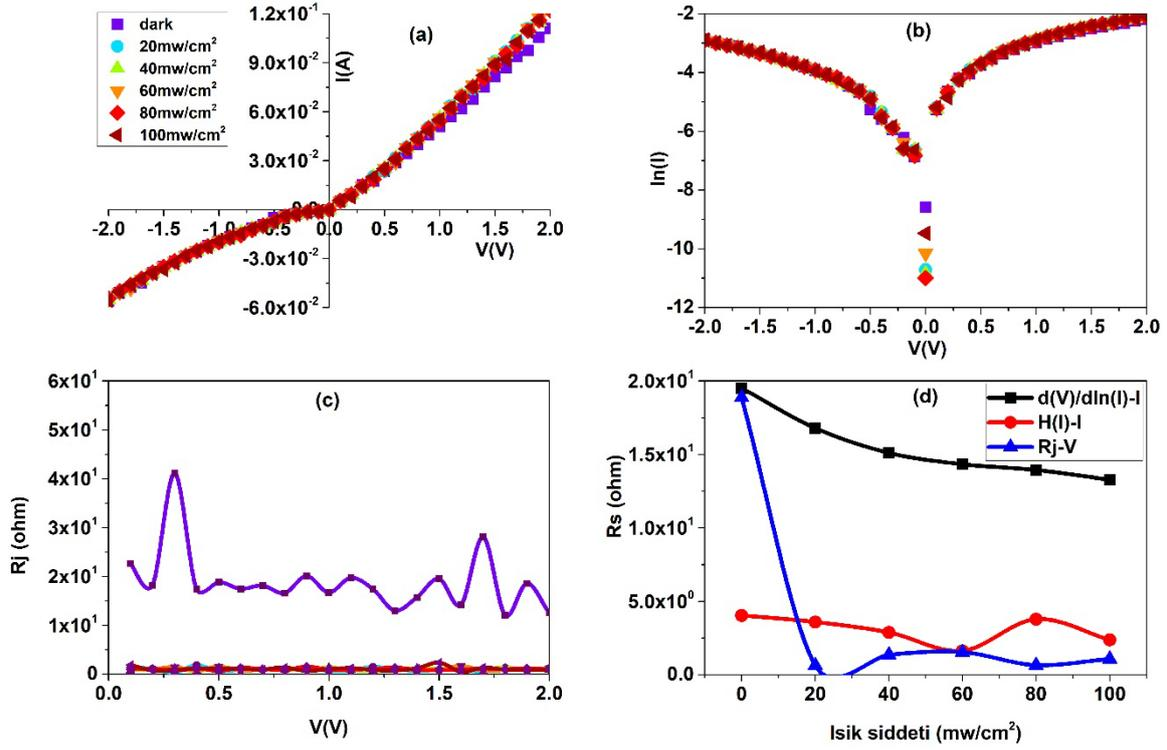 dark
20mw/cm²
40mw/cm²
60mw/cm²
80mw/cm²
100mw/cm²
(a)
I(A)
1.2x10⁻¹
9.0x10⁻²
6.0x10⁻²
3.0x10⁻²
0.0
-3.0x10⁻²
-6.0x10⁻²
-2.0 -1.5 -1.0 -0.5 0.0 0.5 1.0 1.5 2.0
V(V)
(b)
ln(I)
-2
-4
-6
-8
-10
-12
-2.0 -1.5 -1.0 -0.5 0.0 0.5 1.0 1.5 2.0
V(V)
(c)
Rj (ohm)
6x10¹
5x10¹
4x10¹
3x10¹
2x10¹
1x10¹
0
0.0 0.5 1.0 1.5 2.0
V(V)
(d)
d(V)/dln(I)-I
H(I)-I
Rj-V
Rs (ohm)
2.0x10¹
1.5x10¹
1.0x10¹
5.0x10⁰
0.0
0 20 40 60 80 100
Isik siddeti (mw/cm²)